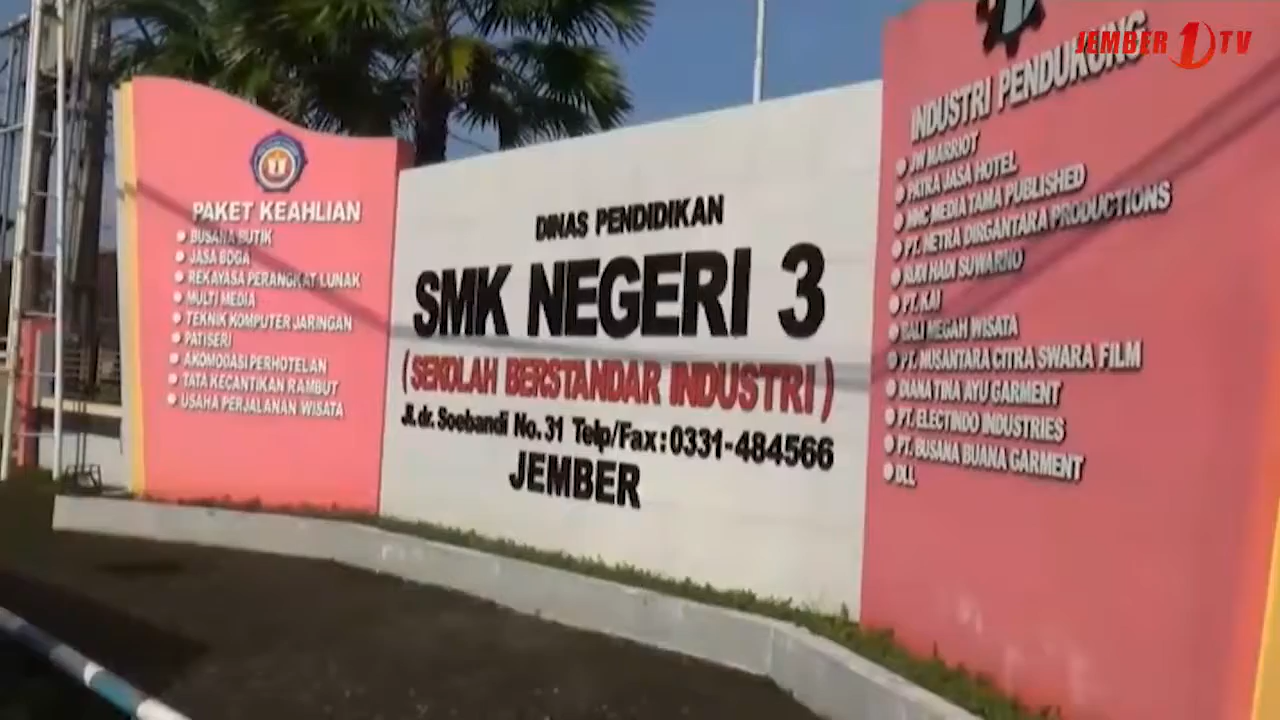 JEMBER 1 TV
PAKET KEAHLIAN
BUSANA BUTIK
JASA BOGA
REKAYASA PERANGKAT LUNAK
MULTI MEDIA
TEKNIK KOMPUTER JARINGAN
PATISERI
AKOMODASI PERHOTELAN
TATA KECANTIKAN RAMBUT
USAHA PERJALANAN WISATA
DINAS PENDIDIKAN
SMK NEGERI 3
(SEKOLAH BERSTANDAR INDUSTRI)
Jl. dr. Soebandi No. 31 Telp/Fax: 0331-484566
JEMBER
INDUSTRI PENDUKUNG
JW MARRIOT
PATRA JASA HOTEL
MNC MEDIA TAMA PUBLISHED
PT. NETRA DIRGANTARA PRODUCTIONS
RUDI HADI SUWARNO
PT. KAI
BALI MEGAH WISATA
PT. NUSANTARA CITRA SWARA FILM
DIANA TINA AYU GARMENT
PT. ELECTINDO INDUSTRIES
PT. BUSANA BUANA GARMENT
DLL